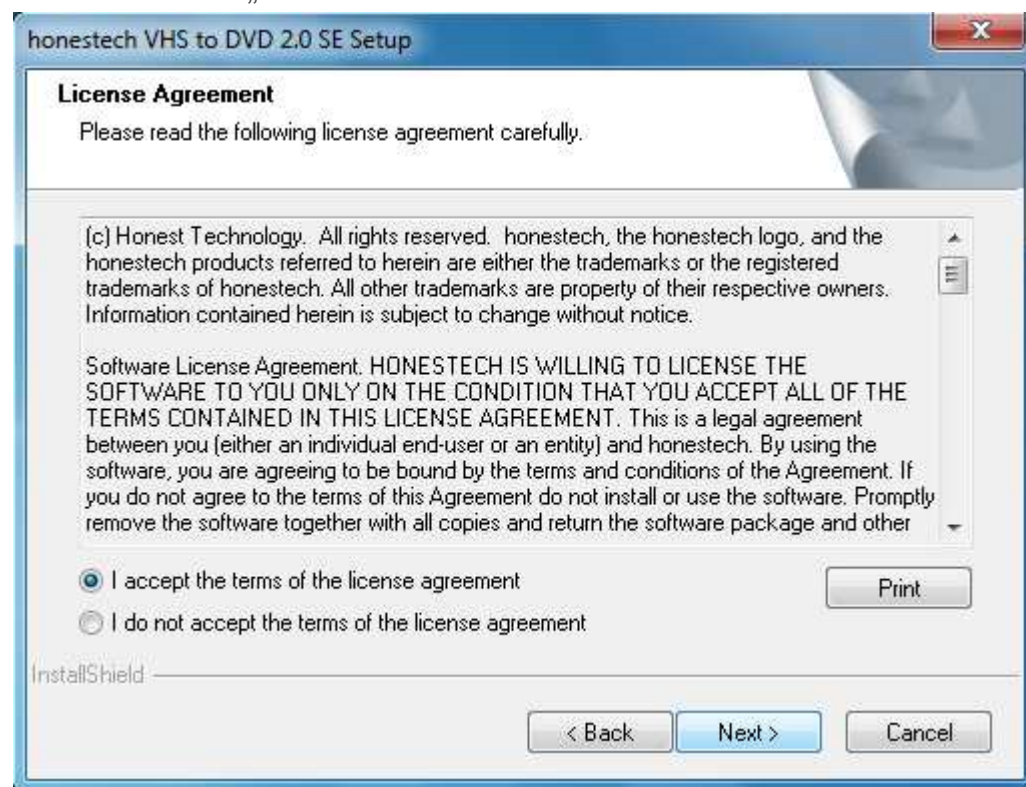 „
honestech VHS to DVD 2.0 SE Setup
License Agreement
Please read the following license agreement carefully.
(c) Honest Technology. All rights reserved. honestech, the honestech logo, and the
honestech products referred to herein are either the trademarks or the registered
trademarks of honestech. All other trademarks are property of their respective owners.
Information contained herein is subject to change without notice.
Software License Agreement. HONESTECH IS WILLING TO LICENSE THE
SOFTWARE TO YOU ONLY ON THE CONDITION THAT YOU ACCEPT ALL OF THE
TERMS CONTAINED IN THIS LICENSE AGREEMENT. This is a legal agreement
between you (either an individual end-user or an entity) and honestech. By using the
software, you are agreeing to be bound by the terms and conditions of the Agreement. If
you do not agree to the terms of this Agreement do not install or use the software. Promptly
remove the software together with all copies and return the software package and other
I accept the terms of the license agreement
Print
I do not accept the terms of the license agreement
InstallShield
< Back Next > Cancel